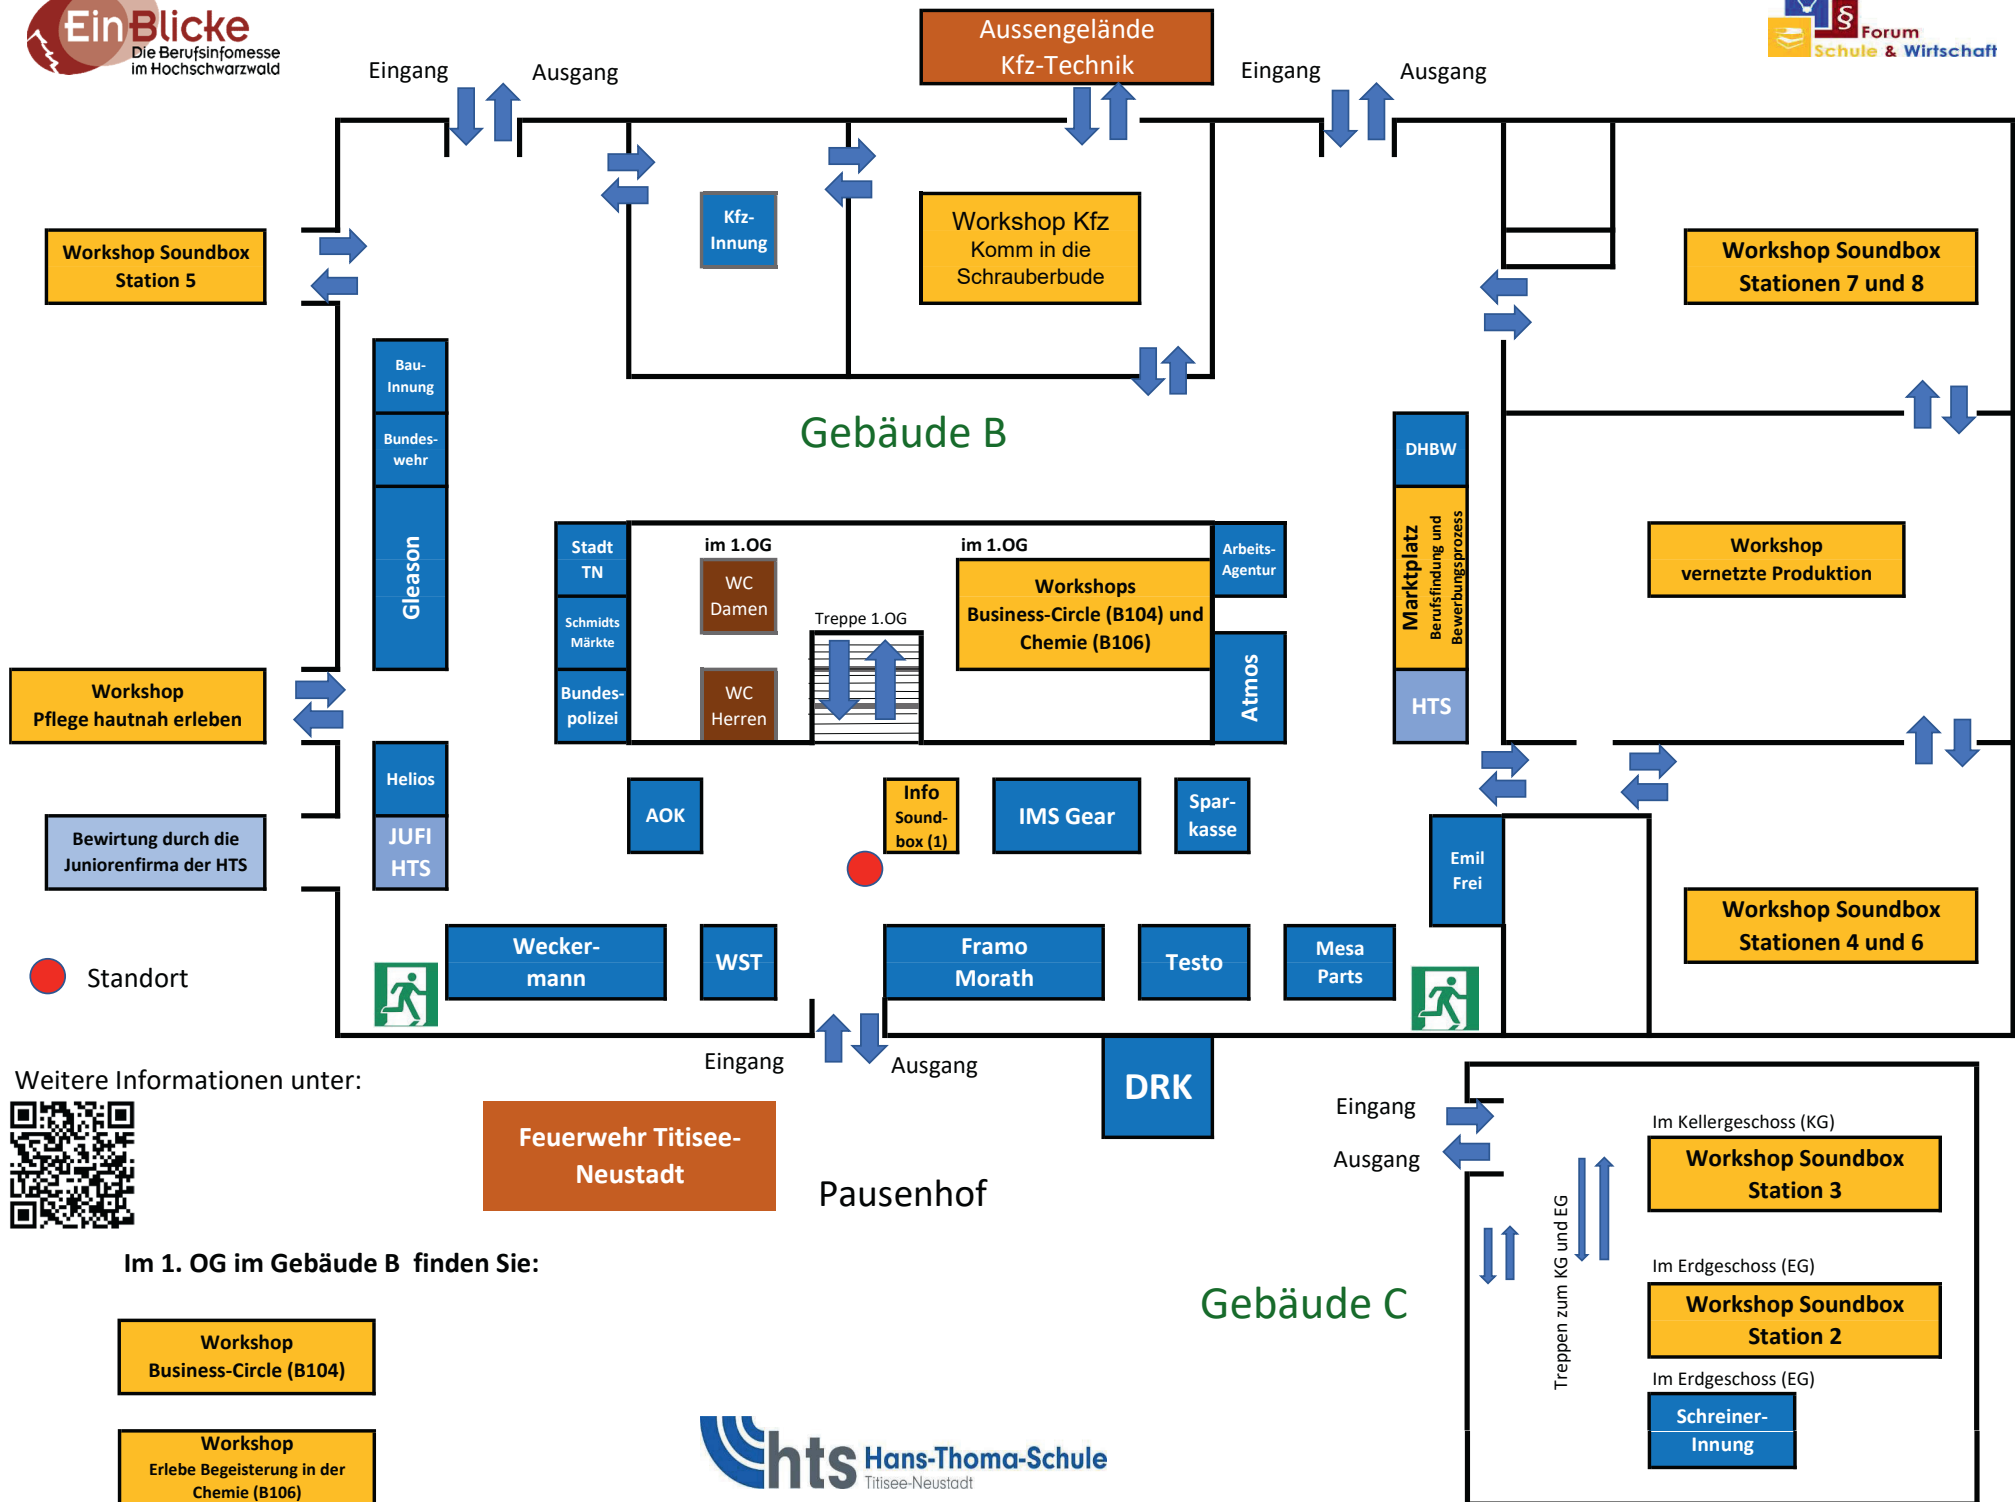 EinBlicke
Die Berufsinfomesse
im Hochschwarzwald
Aussengelände
Kfz-Technik
§
Forum
Schule & Wirtschaft
Eingang
Ausgang
Eingang
Ausgang
Workshop Soundbox
Station 5
Kfz-
Innung
Workshop Kfz
Komm in die
Schrauberbude
Workshop Soundbox
Stationen 7 und 8
Bau-
Innung
Bundes-
wehr
Gleason
Gebäude B
DHBW
Marktplatz
Berufsfindung und
Bewerbungsprozess
HTS
Stadt
TN
Schmidts
Märkte
Bundes-
polizei
im 1.OG
WC
Damen
WC
Herren
Treppe 1.OG
im 1.OG
Workshops
Business-Circle (B104) und
Chemie (B106)
Arbeits-
Agentur
Atmos
Workshop
vernetzte Produktion
Workshop
Pflege hautnah erleben
Helios
JUFI
HTS
Bewirtung durch die
Juniorenfirma der HTS
AOK
Info
Sound-
box (1)
IMS Gear
Spar-
kasse
Emil
Frei
Workshop Soundbox
Stationen 4 und 6
Standort
Wecker-
mann
WST
Framo
Morath
Testo
Mesa
Parts
Eingang
Ausgang
DRK
Weitere Informationen unter:
Feuerwehr Titisee-
Neustadt
Pausenhof
Eingang
Ausgang
Im Kellergeschoss (KG)
Workshop Soundbox
Station 3
Treppen zum KG und EG
Im Erdgeschoss (EG)
Workshop Soundbox
Station 2
Im Erdgeschoss (EG)
Schreiner-
Innung
Gebäude C
Im 1. OG im Gebäude B  finden Sie:
Workshop
Business-Circle (B104)
Workshop
Erlebe Begeisterung in der
Chemie (B106)
hts Hans-Thoma-Schule
Titisee-Neustadt